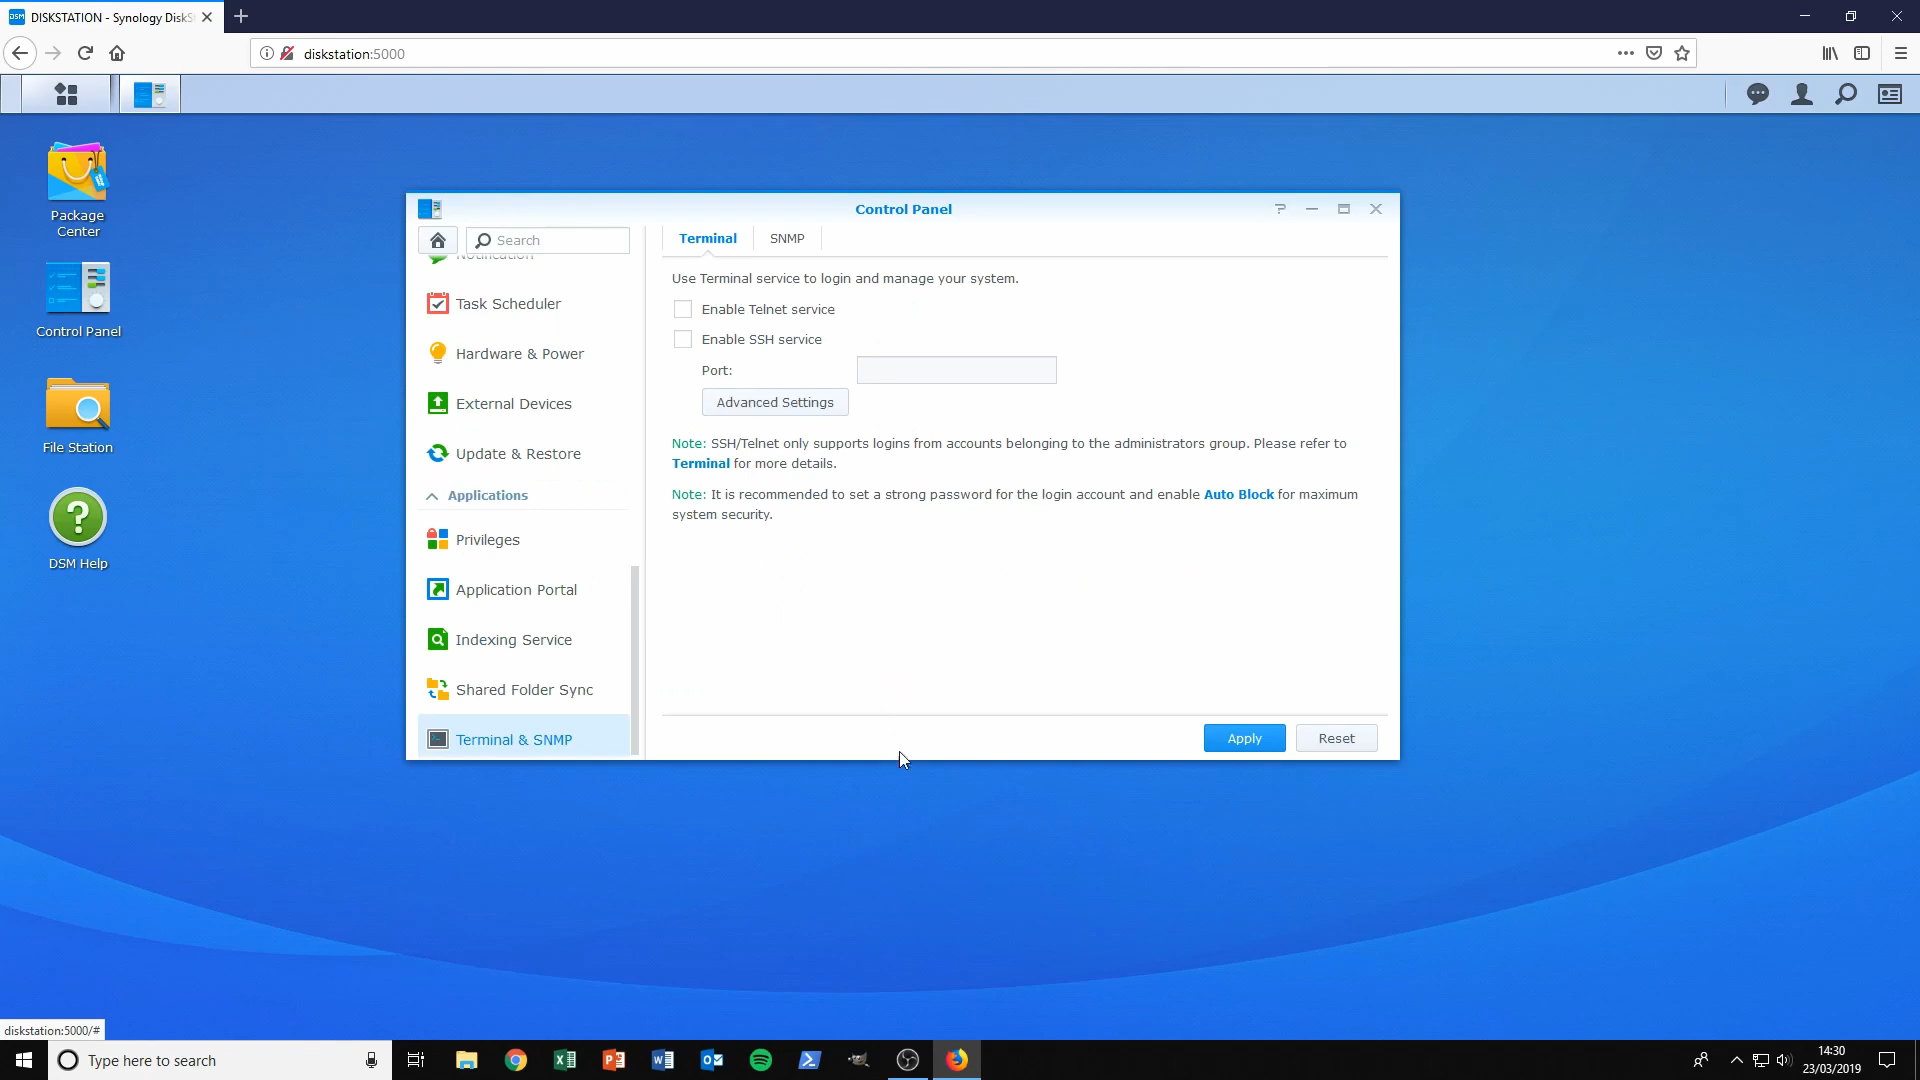 DISKSTATION - Synology DiskS
diskstation:5000
Package
Center
Control Panel
File Station
DSM Help
Control Panel
Search
Notification
Task Scheduler
Hardware & Power
External Devices
Update & Restore
Applications
Privileges
Application Portal
Indexing Service
Shared Folder Sync
Terminal & SNMP
Terminal
SNMP
Use Terminal service to login and manage your system.
Enable Telnet service
Enable SSH service
Port:
Advanced Settings
Note: SSH/Telnet only supports logins from accounts belonging to the administrators group. Please refer to
Terminal for more details.
Note: It is recommended to set a strong password for the login account and enable Auto Block for maximum
system security.
Apply
Reset
diskstation:5000/#
Type here to search
14:30
23/03/2019